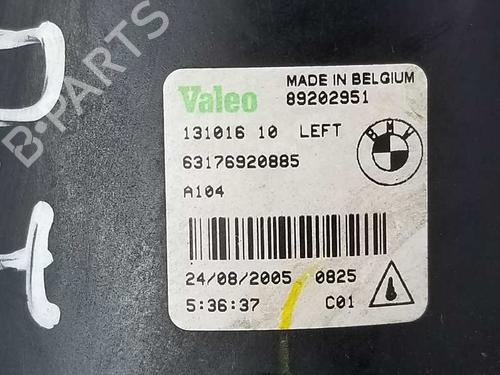 B-PARTS
Valeo
MADE IN BELGIUM
89202951
131016 10 LEFT
63176920885
A104
24/08/2005 0825
5:36:37 C01